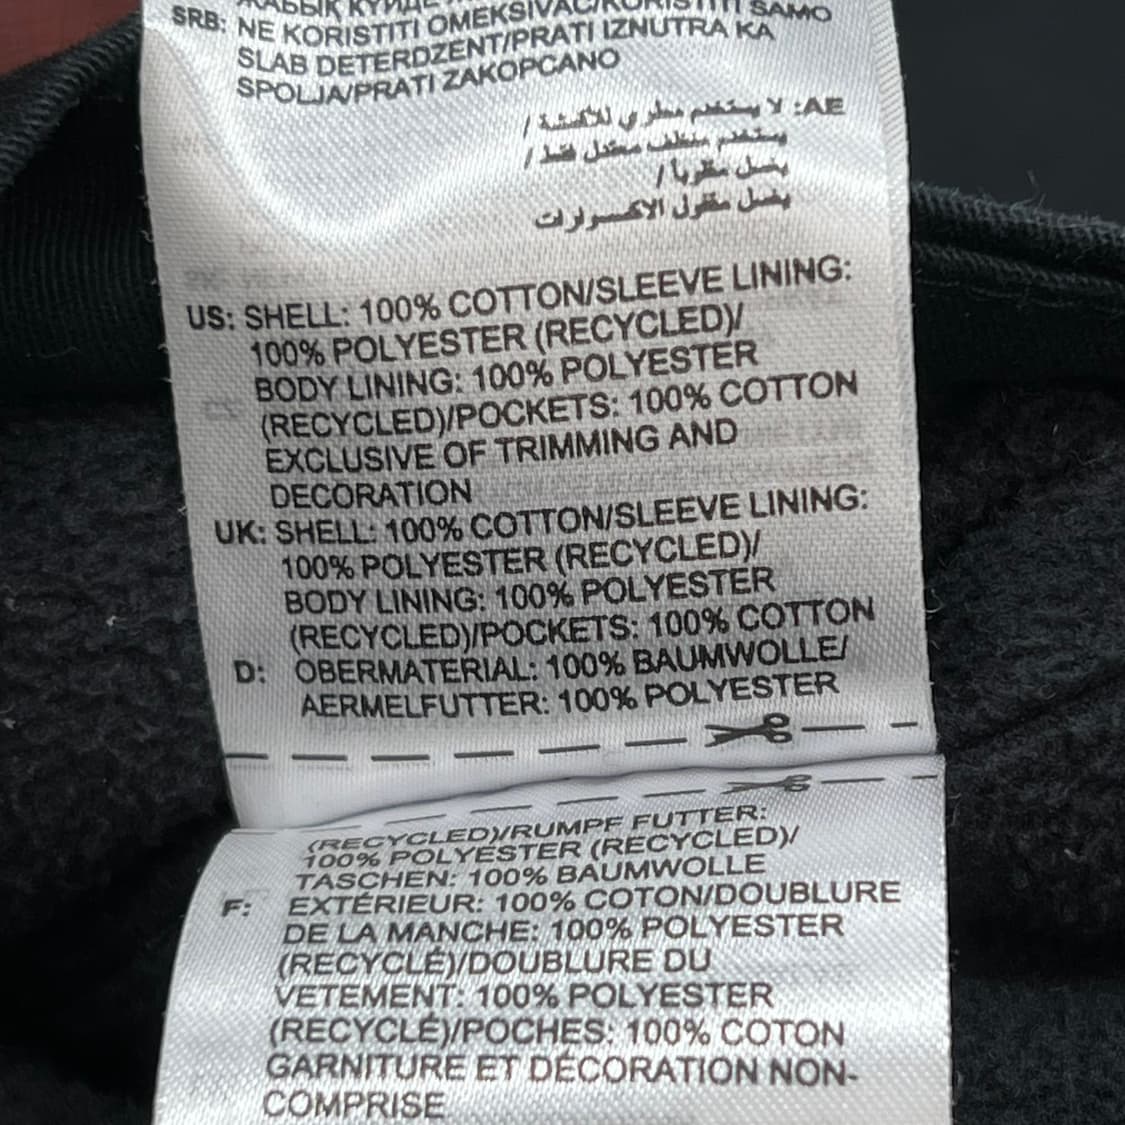 SRB: NE KORISTITI OMEKSIVAC/KORISTITI SAMO
SLAB DETERDZENT/PRATI IZNUTRA KA
SPOLJA/PRATI ZAKOPCANO
AE: لا يستخدم مطري للأقمشة /
يستخدم منظف معتدل فقط /
يغسل مقلوباً /
يغسل مقفول الاكسسوارات
US: SHELL: 100% COTTON/SLEEVE LINING:
100% POLYESTER (RECYCLED)/
BODY LINING: 100% POLYESTER
(RECYCLED)/POCKETS: 100% COTTON
EXCLUSIVE OF TRIMMING AND
DECORATION
UK: SHELL: 100% COTTON/SLEEVE LINING:
100% POLYESTER (RECYCLED)/
BODY LINING: 100% POLYESTER
(RECYCLED)/POCKETS: 100% COTTON
D: OBERMATERIAL: 100% BAUMWOLLE/
AERMELFUTTER: 100% POLYESTER
(RECYCLED)/RUMPF FUTTER:
100% POLYESTER (RECYCLED)/
TASCHEN: 100% BAUMWOLLE
F: EXTÉRIEUR: 100% COTON/DOUBLURE
DE LA MANCHE: 100% POLYESTER
(RECYCLÉ)/DOUBLURE DU
VETEMENT: 100% POLYESTER
(RECYCLÉ)/POCHES: 100% COTON
GARNITURE ET DÉCORATION NON-
COMPRISE